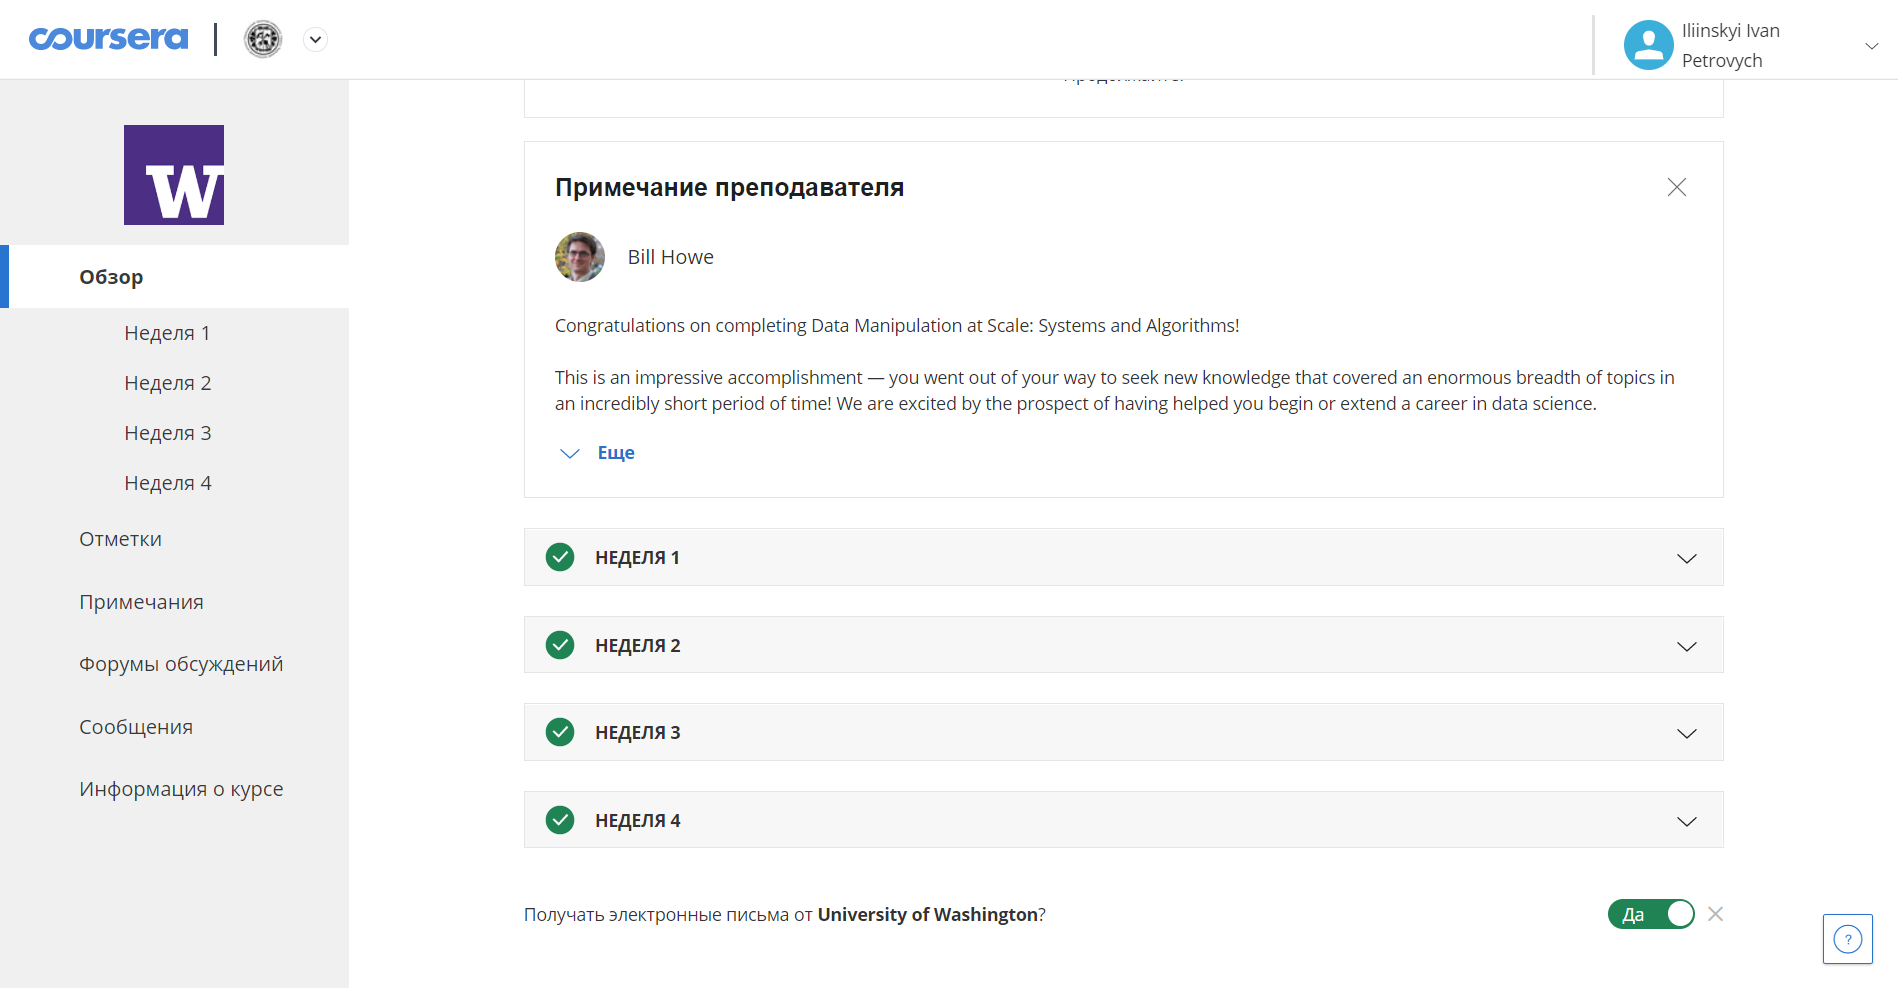 coursera
Iliinskyi Ivan
Petrovych
W
Обзор
Неделя 1
Неделя 2
Неделя 3
Неделя 4
Отметки
Примечания
Форумы обсуждений
Сообщения
Информация о курсе
Примечание преподавателя
Bill Howe
Congratulations on completing Data Manipulation at Scale: Systems and Algorithms!
This is an impressive accomplishment — you went out of your way to seek new knowledge that covered an enormous breadth of topics in
an incredibly short period of time! We are excited by the prospect of having helped you begin or extend a career in data science.
Еще
НЕДЕЛЯ 1
НЕДЕЛЯ 2
НЕДЕЛЯ 3
НЕДЕЛЯ 4
Получать электронные письма от University of Washington?
Да
?